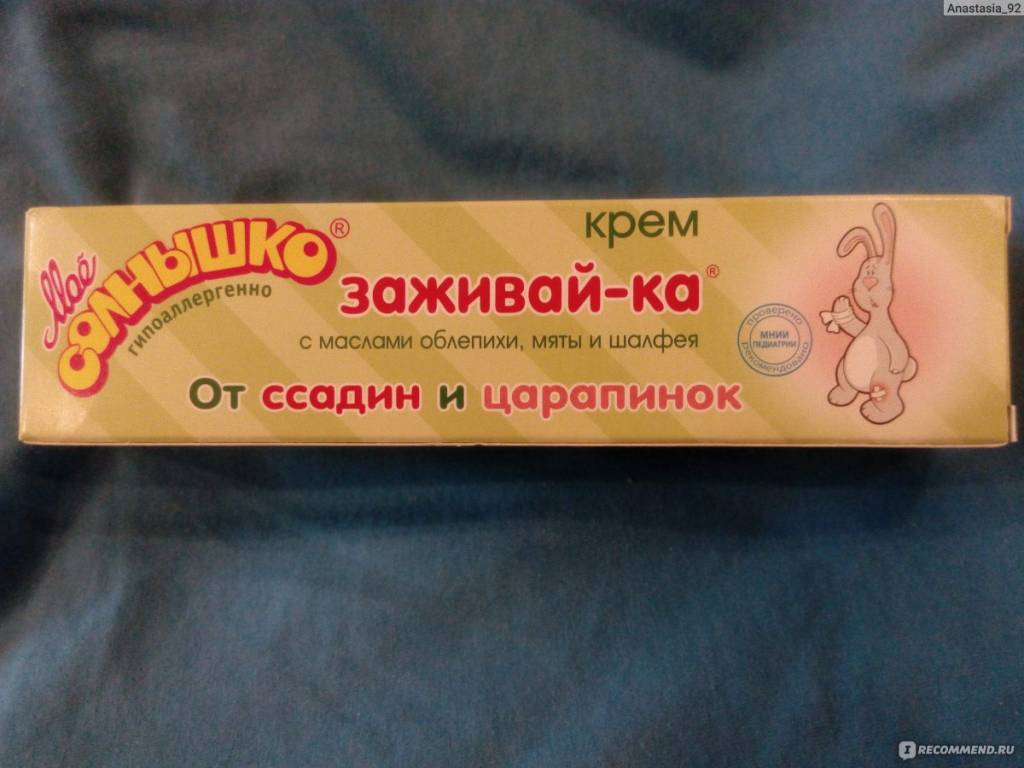 Anastasia_92
Моё
СОЛНЫШКО®
гипоаллергенно
крем
заживай-ка®
с маслами облепихи, мяты и шалфея
От ссадин и царапинок
проверено
МНИИ
ПЕДИАТРИИ
рекомендовано
IRECOMMEND.RU